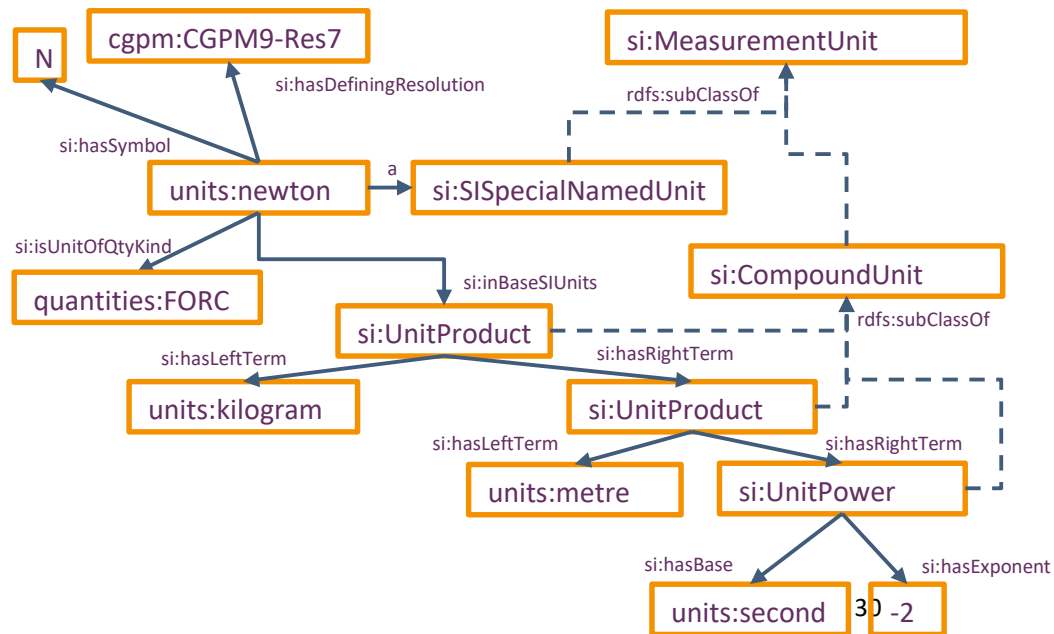 cgpm:CGPM9-Res7
si:MeasurementUnit
N
si:hasDefiningResolution
rdfs:subClassOf
si:hasSymbol
a
units:newton
si:SISpecialNamedUnit
si:isUnitOfQtyKind
si:CompoundUnit
si:inBaseSIUnits
quantities:FORC
rdfs:subClassOf
si:UnitProduct
si:hasLeftTerm
si:hasRightTerm
units:kilogram
si:UnitProduct
si:hasLeftTerm
si:hasRightTerm
units:metre
si:UnitPower
si:hasBase
si:hasExponent
units:second
30
-2